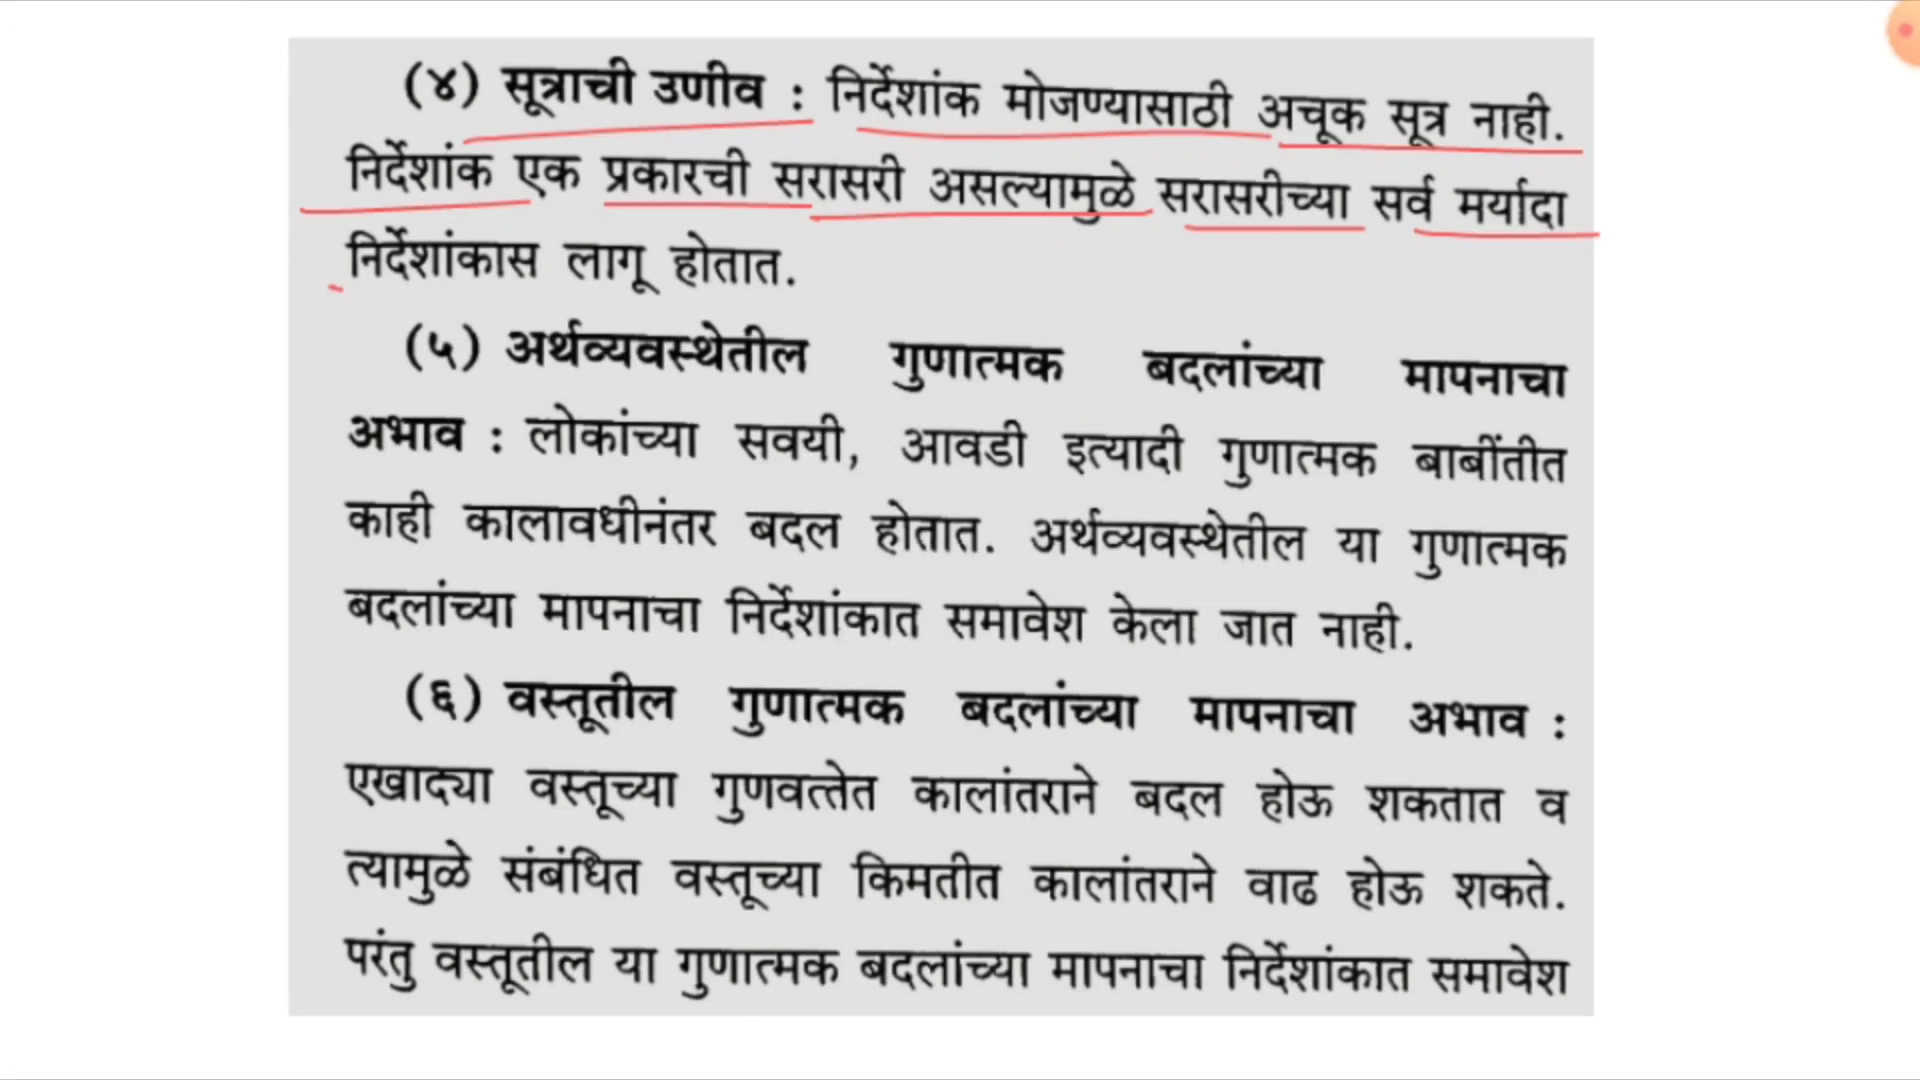 (४) सूत्राची उणीव : निर्देशांक मोजण्यासाठी अचूक सूत्र नाही.
निर्देशांक एक प्रकारची सरासरी असल्यामुळे सरासरीच्या सर्व मर्यादा
निर्देशांकास लागू होतात.
(५) अर्थव्यवस्थेतील गुणात्मक बदलांच्या मापनाचा
अभाव : लोकांच्या सवयी, आवडी इत्यादी गुणात्मक बाबींतीत
काही कालावधीनंतर बदल होतात. अर्थव्यवस्थेतील या गुणात्मक
बदलांच्या मापनाचा निर्देशांकात समावेश केला जात नाही.
(६) वस्तूतील गुणात्मक बदलांच्या मापनाचा अभाव :
एखाद्या वस्तूच्या गुणवत्तेत कालांतराने बदल होऊ शकतात व
त्यामुळे संबंधित वस्तूच्या किमतीत कालांतराने वाढ होऊ शकते.
परंतु वस्तूतील या गुणात्मक बदलांच्या मापनाचा निर्देशांकात समावेश